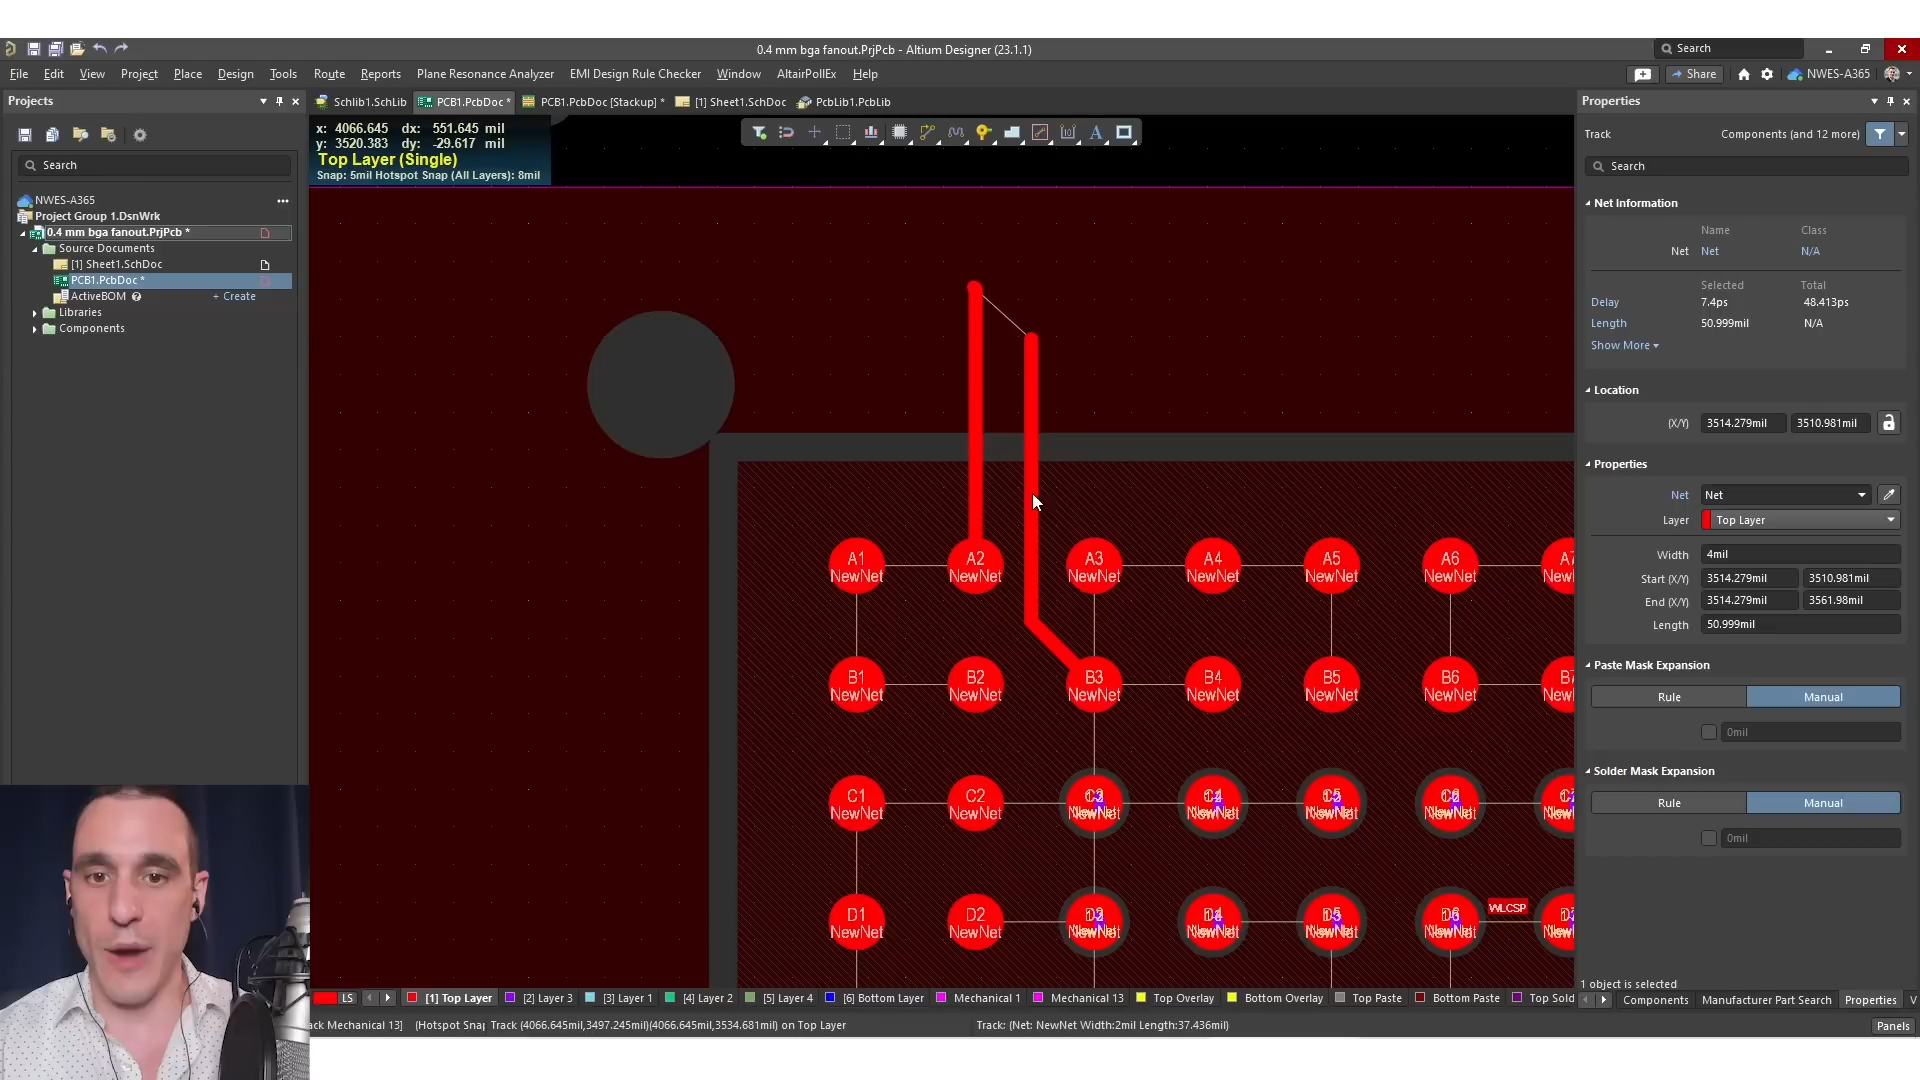 0.4 mm bga fanout.PrjPcb - Altium Designer (23.1.1)
Search
File Edit View Project Place Design Tools Route Reports Plane Resonance Analyzer EMI Design Rule Checker Window AltairPollEx Help
Share
NWES-A365
Projects
Search
NWES-A365
Project Group 1.DsnWrk
0.4 mm bga fanout.PrjPcb *
Source Documents
[1] Sheet1.SchDoc
PCB1.PcbDoc *
ActiveBOM
+ Create
Libraries
Components
Schlib1.SchLib
PCB1.PcbDoc *
PCB1.PcbDoc [Stackup] *
[1] Sheet1.SchDoc
PcbLib1.PcbLib
x: 4066.645 dx: 551.645 mil
y: 3520.383 dy: -29.617 mil
Top Layer (Single)
Snap: 5mil Hotspot Snap (All Layers): 8mil
A1 A2 A3 A4 A5 A6
NewNet NewNet NewNet NewNet NewNet NewNet
B1 B2 B3 B4 B5 B6
NewNet NewNet NewNet NewNet NewNet NewNet
C1 C2
NewNet NewNet
D1 D2
NewNet NewNet
WLCSP
LS
[1] Top Layer
[2] Layer 3
[3] Layer 1
[4] Layer 2
[5] Layer 4
[6] Bottom Layer
Mechanical 1
Mechanical 13
Top Overlay
Bottom Overlay
Top Paste
Bottom Paste
Top Sold
ack Mechanical 13] (Hotspot Snap Track (4066.645mil,3497.245mil)(4066.645mil,3534.681mil) on Top Layer
Track: (Net: NewNet Width:2mil Length:37.436mil)
Properties
Track
Components (and 12 more)
Search
Net Information
Name Class
Net Net N/A
Selected Total
Delay 7.4ps 48.413ps
Length 50.999mil N/A
Show More
Location
(X/Y) 3514.279mil 3510.981mil
Properties
Net Net
Layer Top Layer
Width 4mil
Start (X/Y) 3514.279mil 3510.981mil
End (X/Y) 3514.279mil 3561.98mil
Length 50.999mil
Paste Mask Expansion
Rule Manual
0mil
Solder Mask Expansion
Rule Manual
0mil
1 object is selected
Components Manufacturer Part Search Properties V
Panels